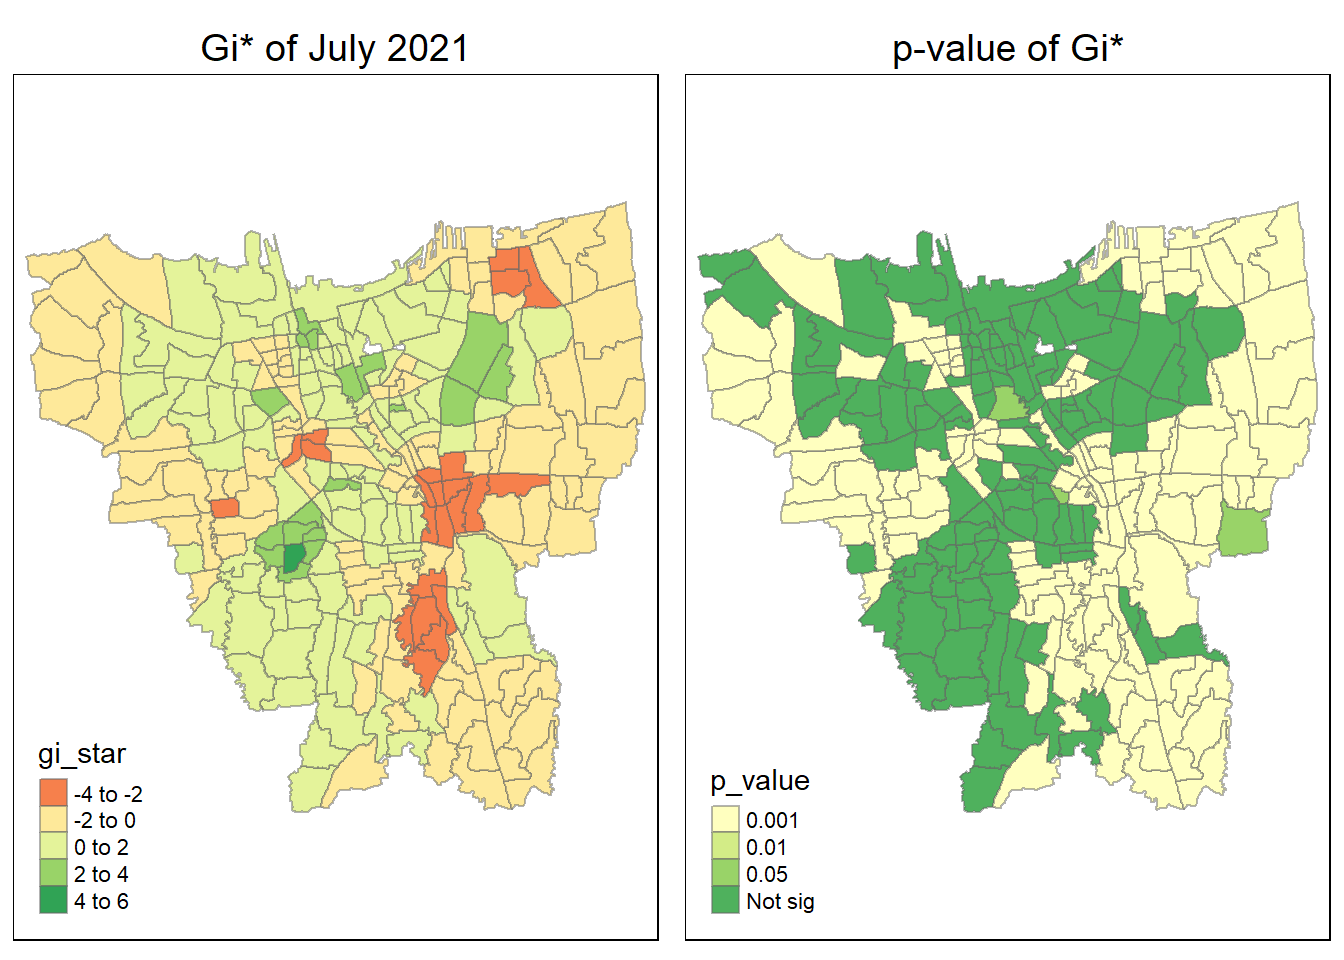 Gi* of July 2021
gi_star
-4 to -2
-2 to 0
0 to 2
2 to 4
4 to 6
p-value of Gi*
p_value
0.001
0.01
0.05
Not sig